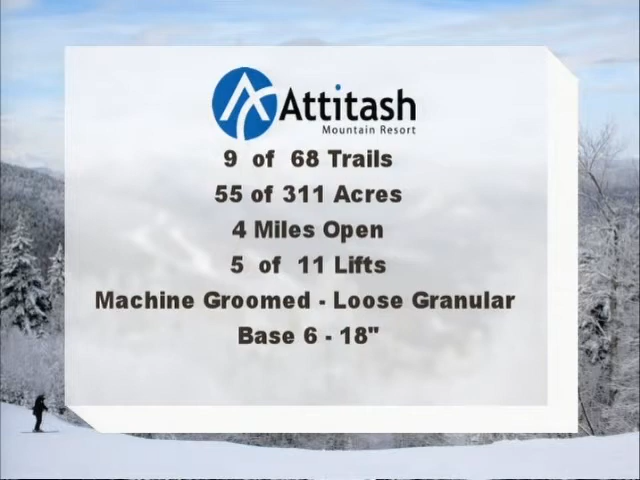 Attitash
Mountain Resort
9 of 68 Trails
55 of 311 Acres
4 Miles Open
5 of 11 Lifts
Machine Groomed - Loose Granular
Base 6 - 18"